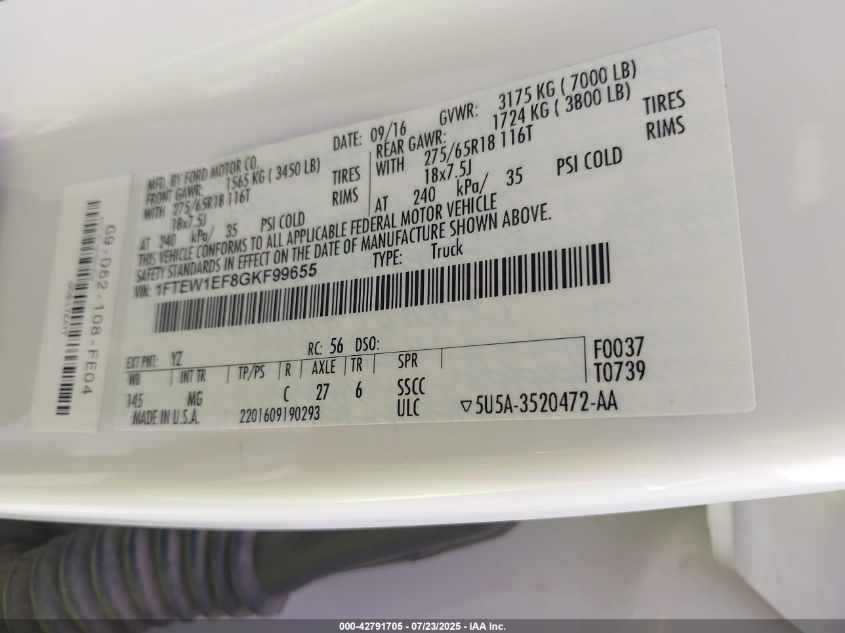 MFD. BY FORD MOTOR CO.
DATE: 09/16
GVWR: 3175 KG ( 7000 LB)
FRONT GAWR: 1565 KG ( 3450 LB)
REAR GAWR: 1724 KG ( 3800 LB)
WITH 275/65R18 116T TIRES
WITH 275/65R18 116T TIRES
18x7.5J RIMS
18x7.5J RIMS
AT 240 kPa/ 35 PSI COLD
AT 240 kPa/ 35 PSI COLD
THIS VEHICLE CONFORMS TO ALL APPLICABLE FEDERAL MOTOR VEHICLE
SAFETY STANDARDS IN EFFECT ON THE DATE OF MANUFACTURE SHOWN ABOVE.
VIN: 1FTEW1EF8GKF99655
TYPE: Truck
EXT PNT: YZ RC: 56 DSO:
WB INT TR TP/PS R AXLE TR SPR
145 MG C 27 6 SSCC
ULC
F0037
T0739
MADE IN U.S.A.
2201609190293
▽5U5A-3520472-AA
G9-D52-108-FE04
000-42791705 - 07/23/2025 - IAA Inc.